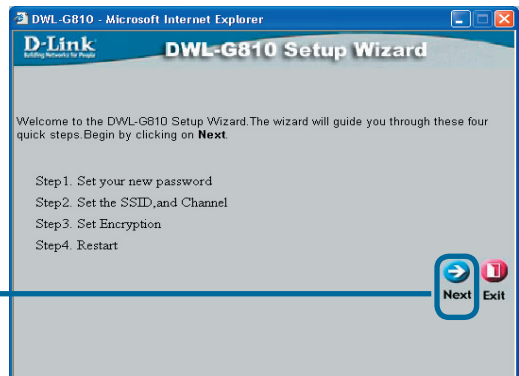 DWL-G810 - Microsoft Internet Explorer
D-Link
Building Networks for People
DWL-G810 Setup Wizard
Welcome to the DWL-G810 Setup Wizard.The wizard will guide you through these four
quick steps.Begin by clicking on Next.
Step1. Set your new password
Step2. Set the SSID,and Channel
Step3. Set Encryption
Step4. Restart
Next Exit